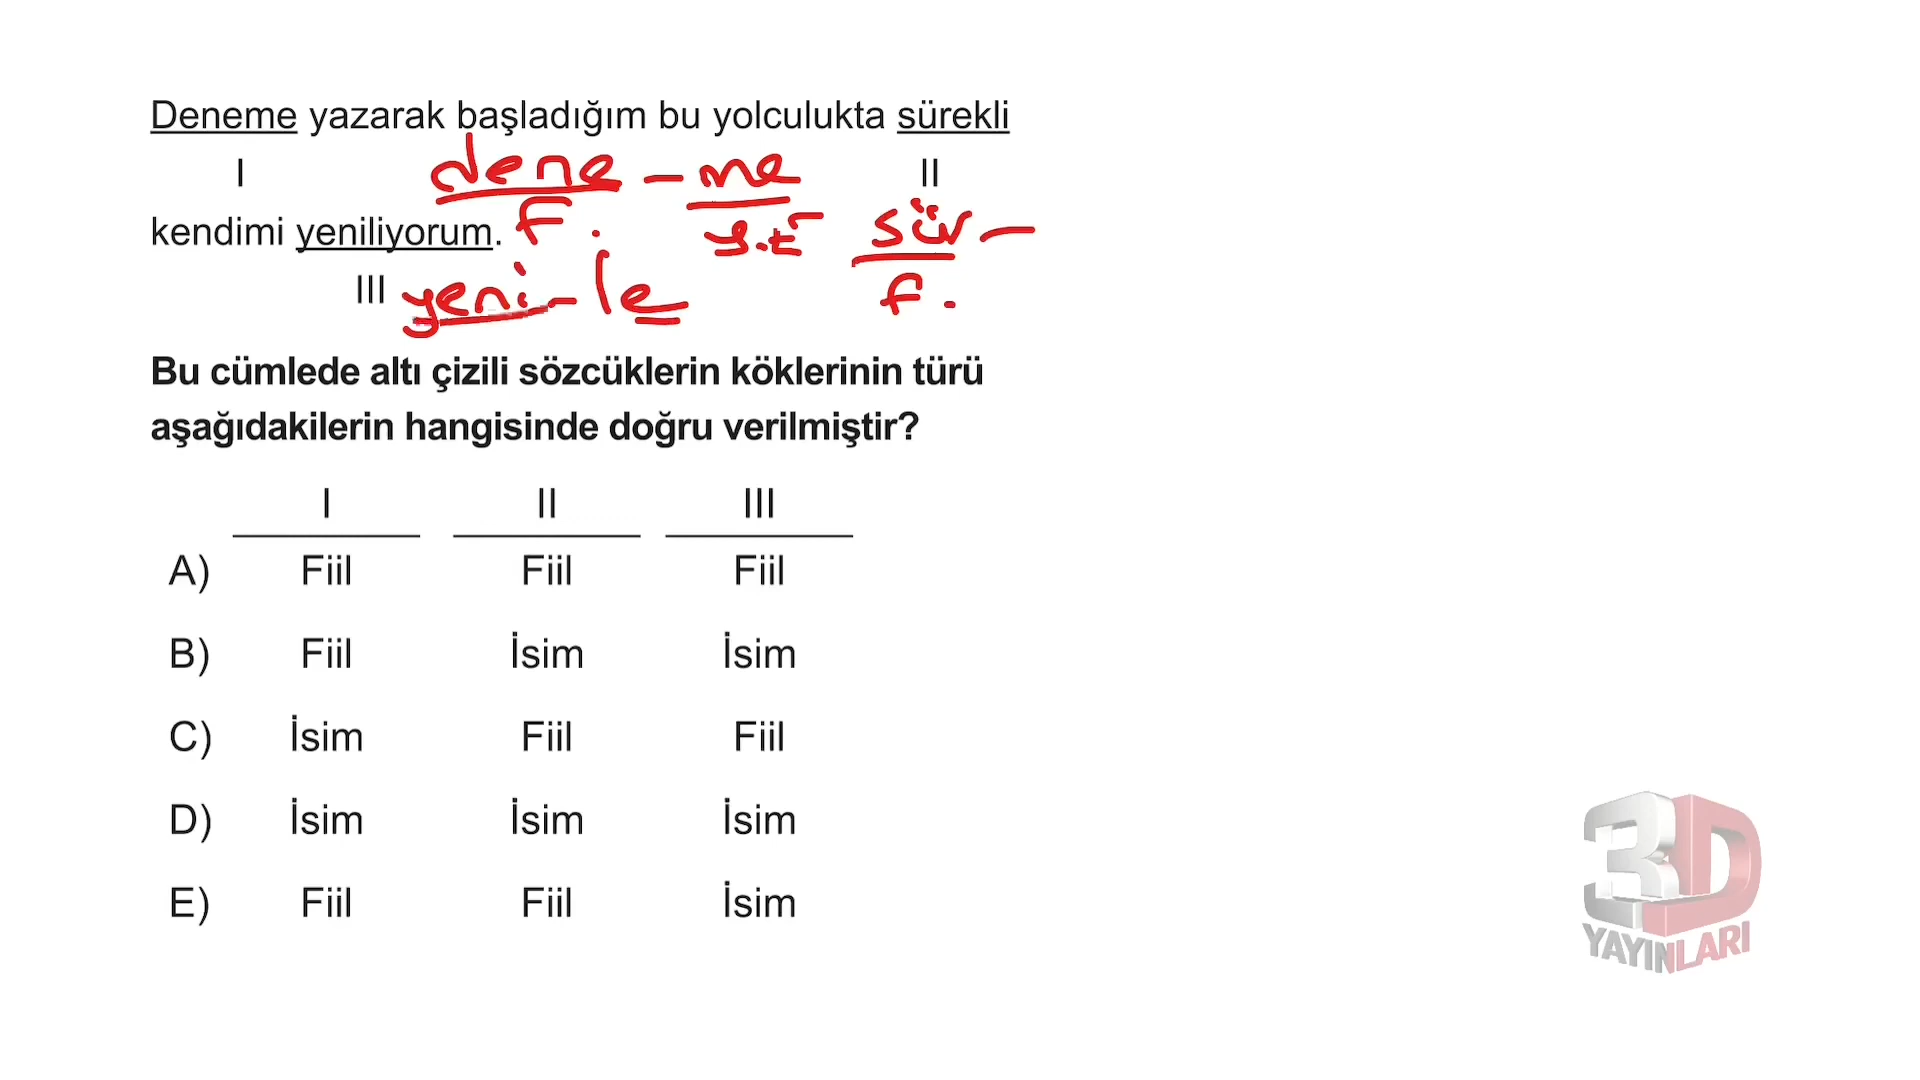 Deneme yazarak başladığım bu yolculukta sürekli
I II
dene - me
kendimi yeniliyorum. f. y.t sür -
III yeni - le f.
Bu cümlede altı çizili sözcüklerin köklerinin türü
aşağıdakilerin hangisinde doğru verilmiştir?
I II III
A) Fiil Fiil Fiil
B) Fiil İsim İsim
C) İsim Fiil Fiil
D) İsim İsim İsim
E) Fiil Fiil İsim
3D
YAYINLARI